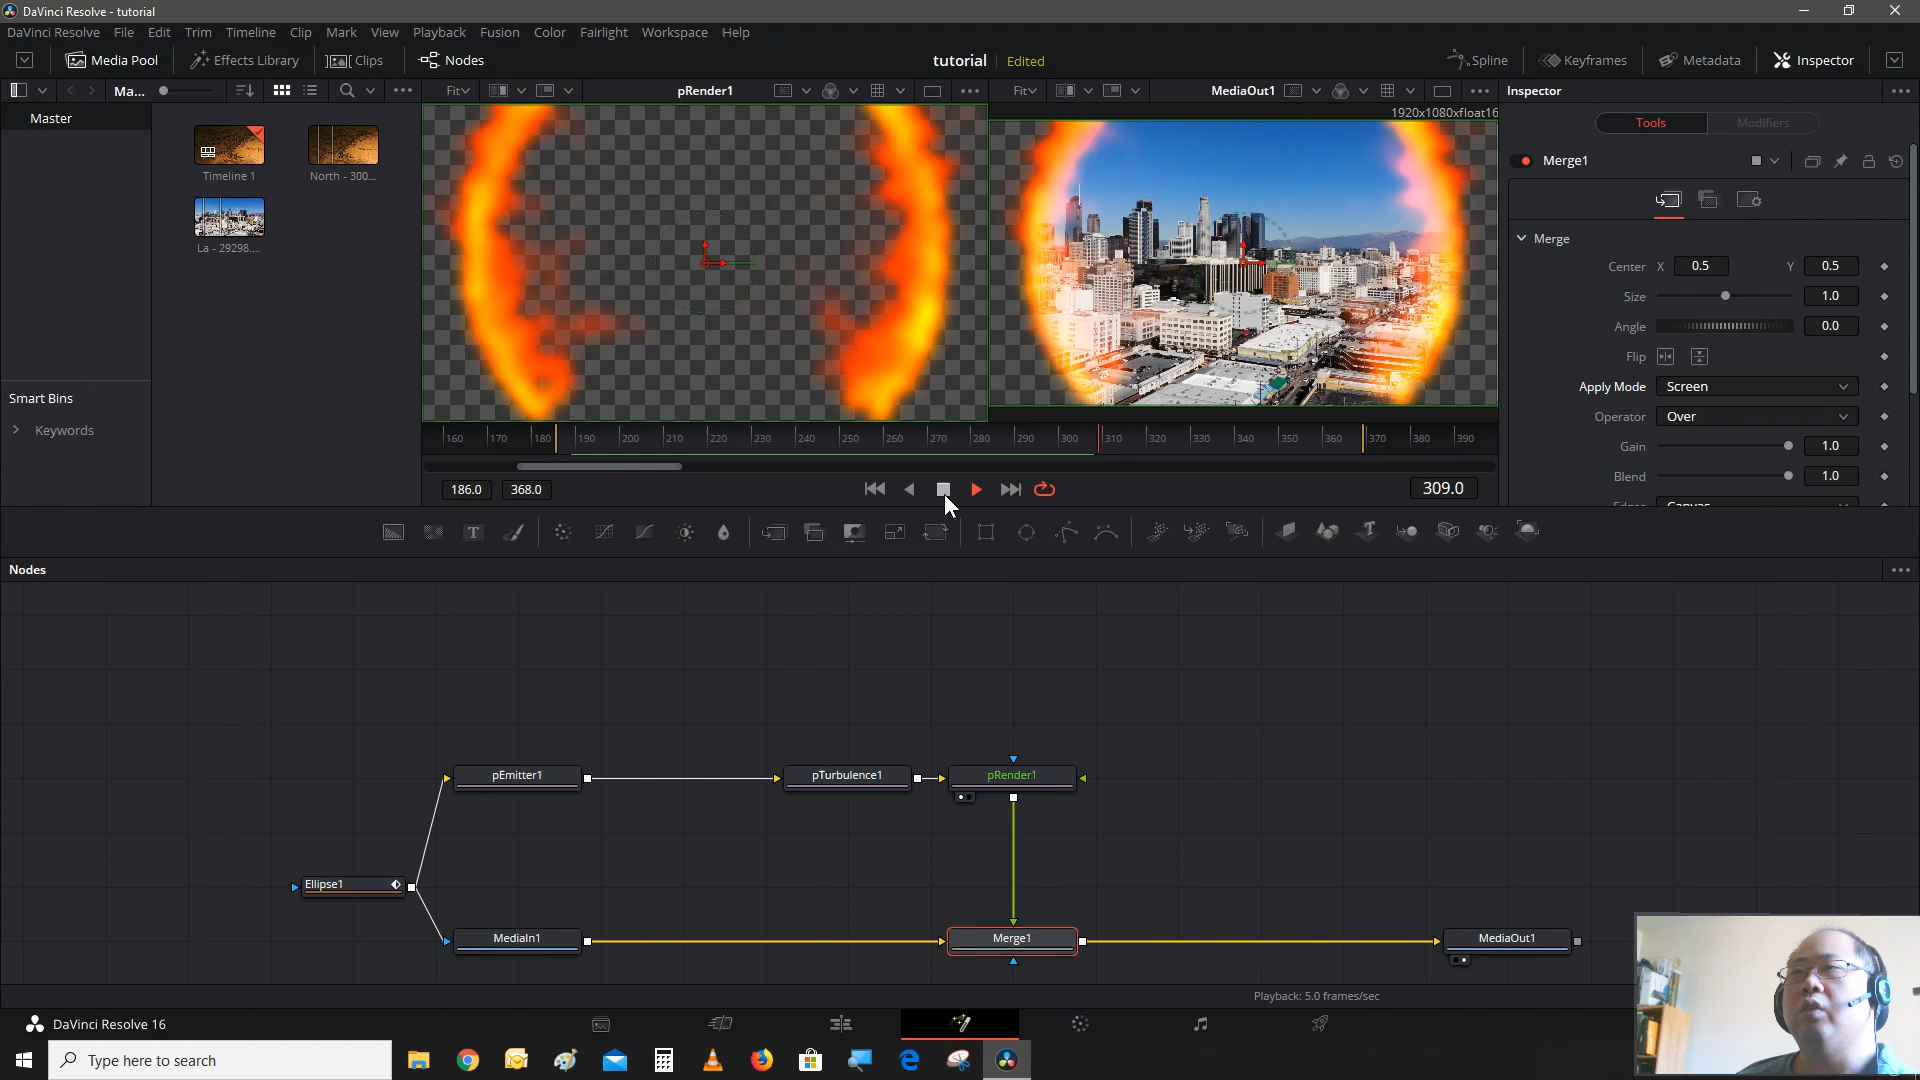 DaVinci Resolve - tutorial
DaVinci Resolve File Edit Trim Timeline Clip Mark View Playback Fusion Color Fairlight Workspace Help
Media Pool Effects Library Clips Nodes tutorial Edited Spline Keyframes Metadata Inspector
Ma... Fit pRender1 Fit MediaOut1 Inspector
1920x1080xfloat16
Master
Tools Modifiers
Timeline 1 North - 300...
Merge1
La - 29298....
Merge
Center X 0.5 Y 0.5
Size 1.0
Angle 0.0
Flip
Apply Mode Screen
Operator Over
Gain 1.0
Blend 1.0
Smart Bins
Keywords
160 170 180 190 200 210 220 230 240 250 260 270 280 290 300 310 320 330 340 350 360 370 380 390
186.0 368.0 309.0
Nodes
pEmitter1 pTurbulence1 pRender1
Ellipse1
MediaIn1 Merge1 MediaOut1
Playback: 5.0 frames/sec
DaVinci Resolve 16
Type here to search